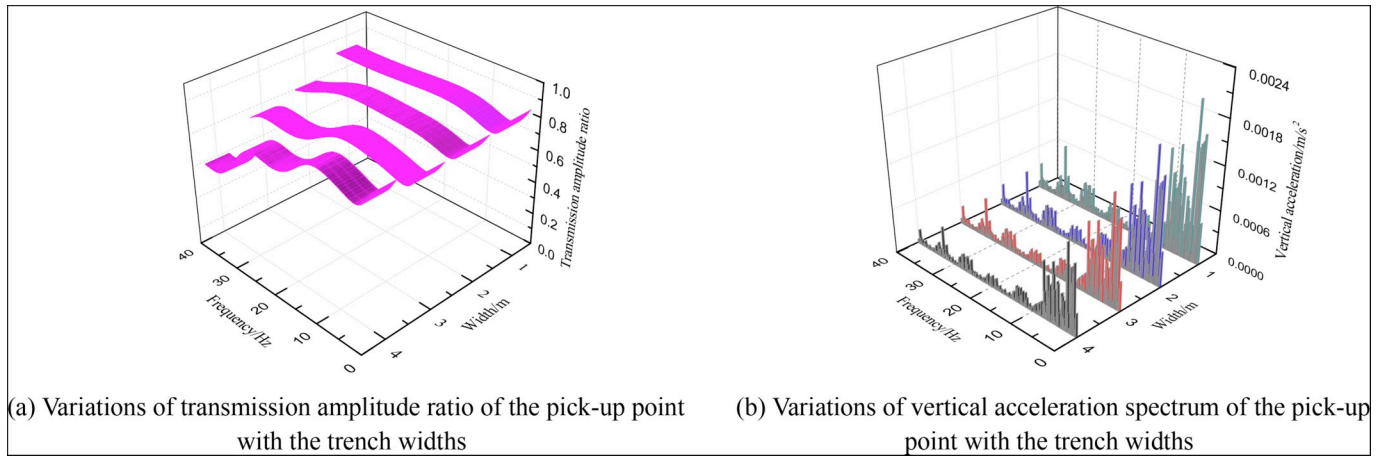 1.0
0.8
0.6
0.4
0.2
0.0
Transmission amplitude ratio
40
30
20
10
0
Frequency/Hz
4
3
2
1
Width/m
0.0024
0.0018
0.0012
0.0006
0.0000
Vertical acceleration/m/s²
40
30
20
10
0
Frequency/Hz
4
3
2
1
Width/m
(a) Variations of transmission amplitude ratio of the pick-up point
with the trench widths
(b) Variations of vertical acceleration spectrum of the pick-up
point with the trench widths